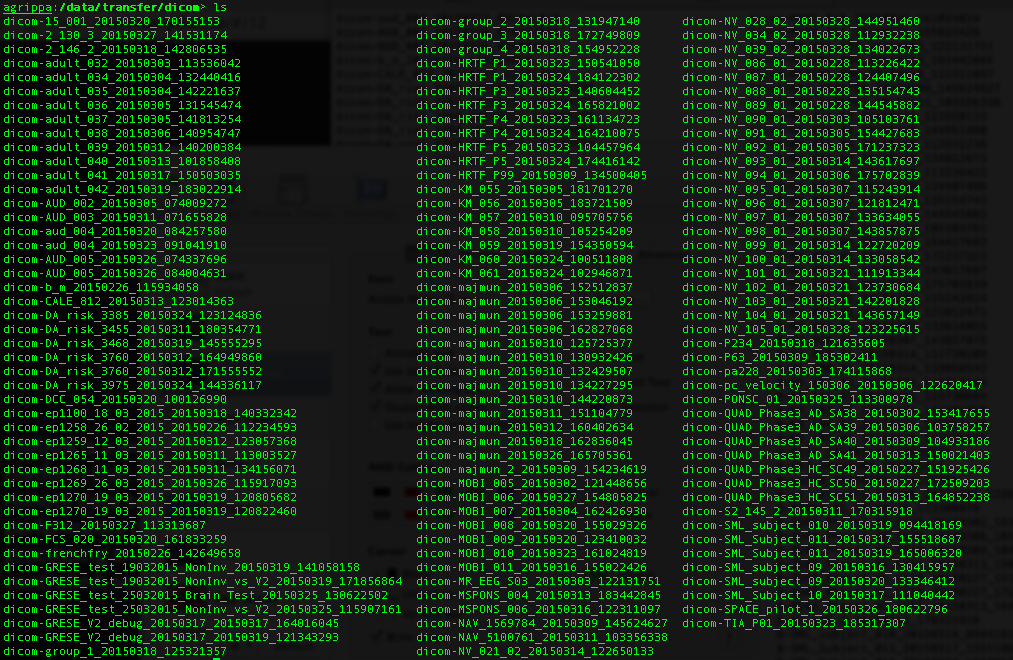 agrippa:/data/transfer/dicom> ls
dicom-15_001_20150320_170155153 dicom-group_2_20150318_131947140 dicom-NV_028_02_20150228_144951460
dicom-2_130_3_20150327_141531174 dicom-group_3_20150318_172749809 dicom-NV_034_02_20150228_112932238
dicom-2_146_2_20150318_142806535 dicom-group_4_20150318_154952228 dicom-NV_039_02_20150228_134022673
dicom-adult_032_20150303_113536042 dicom-HRTF_P1_20150323_150541050 dicom-NV_086_01_20150228_113226422
dicom-adult_034_20150304_132440416 dicom-HRTF_P1_20150324_184122302 dicom-NV_087_01_20150228_124407496
dicom-adult_035_20150304_142221637 dicom-HRTF_P3_20150323_140604452 dicom-NV_088_01_20150228_135154743
dicom-adult_036_20150305_131545474 dicom-HRTF_P3_20150324_165821002 dicom-NV_089_01_20150228_144545882
dicom-adult_037_20150305_141813254 dicom-HRTF_P4_20150323_161134723 dicom-NV_090_01_20150303_105103761
dicom-adult_038_20150306_140954747 dicom-HRTF_P4_20150324_164210075 dicom-NV_091_01_20150305_154427683
dicom-adult_039_20150312_140200384 dicom-HRTF_P5_20150323_104457964 dicom-NV_092_01_20150305_171237323
dicom-adult_040_20150313_101858408 dicom-HRTF_P5_20150324_174416142 dicom-NV_093_01_20150314_143617697
dicom-adult_041_20150317_150503035 dicom-HRTF_P99_20150309_134500405 dicom-NV_094_01_20150306_175702839
dicom-adult_042_20150319_183022914 dicom-KM_055_20150305_181701270 dicom-NV_095_01_20150307_115243914
dicom-AUD_002_20150305_074009272 dicom-KM_056_20150305_183721509 dicom-NV_096_01_20150307_121812471
dicom-AUD_003_20150311_071655828 dicom-KM_057_20150310_095705756 dicom-NV_097_01_20150307_133634055
dicom-aud_004_20150320_084257580 dicom-KM_058_20150310_105254209 dicom-NV_098_01_20150307_143857875
dicom-aud_004_20150323_091041910 dicom-KM_059_20150319_154350594 dicom-NV_099_01_20150314_122720209
dicom-AUD_005_20150326_074337696 dicom-KM_060_20150324_100511808 dicom-NV_100_01_20150314_133058542
dicom-AUD_005_20150326_084004631 dicom-KM_061_20150324_102946871 dicom-NV_101_01_20150321_111913344
dicom-b_m_20150226_115934058 dicom-majmun_20150306_152512837 dicom-NV_102_01_20150321_123730684
dicom-CALE_812_20150313_123014363 dicom-majmun_20150306_153046192 dicom-NV_103_01_20150321_142201828
dicom-DA_risk_3385_20150324_123124836 dicom-majmun_20150306_153259881 dicom-NV_104_01_20150321_143657149
dicom-DA_risk_3455_20150311_180354771 dicom-majmun_20150306_162827068 dicom-NV_105_01_20150328_123225615
dicom-DA_risk_3468_20150319_145555295 dicom-majmun_20150310_125725377 dicom-P234_20150318_121635605
dicom-DA_risk_3760_20150312_164949860 dicom-majmun_20150310_130932426 dicom-P63_20150309_185302411
dicom-DA_risk_3760_20150312_171555552 dicom-majmun_20150310_132429507 dicom-pa228_20150303_174115868
dicom-DA_risk_3975_20150324_144336117 dicom-majmun_20150310_134227295 dicom-pc_velocity_150306_20150306_122620417
dicom-DCC_054_20150320_100126990 dicom-majmun_20150310_144220873 dicom-PONSC_01_20150325_113300978
dicom-ep1100_18_03_2015_20150318_140332342 dicom-majmun_20150311_151104779 dicom-QUAD_Phase3_AD_SA38_20150302_153417655
dicom-ep1258_26_02_2015_20150226_112234593 dicom-majmun_20150312_160402634 dicom-QUAD_Phase3_AD_SA39_20150306_103758257
dicom-ep1259_12_03_2015_20150312_123057368 dicom-majmun_20150318_162836045 dicom-QUAD_Phase3_AD_SA40_20150309_104933186
dicom-ep1265_11_03_2015_20150311_113003527 dicom-majmun_20150326_165705361 dicom-QUAD_Phase3_AD_SA41_20150313_150021403
dicom-ep1268_11_03_2015_20150311_134156071 dicom-majmun_2_20150309_154234619 dicom-QUAD_Phase3_HC_SC49_20150227_151925426
dicom-ep1269_26_03_2015_20150326_115917093 dicom-MOBI_005_20150302_121448656 dicom-QUAD_Phase3_HC_SC50_20150227_172509203
dicom-ep1270_19_03_2015_20150319_120805682 dicom-MOBI_006_20150327_154805825 dicom-QUAD_Phase3_HC_SC51_20150313_164852238
dicom-ep1270_19_03_2015_20150319_120822460 dicom-MOBI_007_20150304_162426930 dicom-S2_145_2_20150311_170315918
dicom-F312_20150327_113313687 dicom-MOBI_008_20150320_155029326 dicom-SML_subject_010_20150319_094418169
dicom-FCS_020_20150320_161833259 dicom-MOBI_009_20150320_123410032 dicom-SML_Subject_011_20150317_155518687
dicom-frenchfry_20150226_142649658 dicom-MOBI_010_20150323_161024819 dicom-SML_Subject_011_20150319_165006320
dicom-GRESE_test_19032015_NonInv_20150319_141058158 dicom-MOBI_011_20150316_155022426 dicom-SML_Subject_09_20150316_130415957
dicom-GRESE_test_19032015_NonInv_vs_V2_20150319_171856864 dicom-MR_EEG_S03_20150303_122131751 dicom-SML_Subject_09_20150320_133346412
dicom-GRESE_test_25032015_Brain_Test_20150325_130622502 dicom-MSPONS_004_20150313_183442845 dicom-SML_Subject_10_20150317_111040442
dicom-GRESE_test_25032015_NonInv_vs_V2_20150325_115907161 dicom-MSPONS_006_20150316_122311097 dicom-SPACE_pilot_1_20150326_180622796
dicom-GRESE_V2_debug_20150317_20150317_164016045 dicom-NAV_1569784_20150309_145624627 dicom-TIA_P01_20150323_185317307
dicom-GRESE_V2_debug_20150317_20150319_121343293 dicom-NAV_5100761_20150311_103356338
dicom-group_1_20150318_125321357 dicom-NV_021_02_20150314_122650133